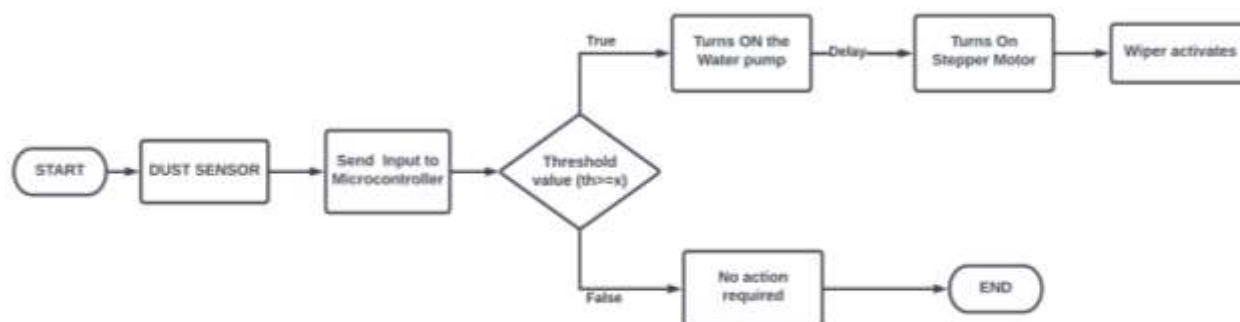 START
DUST SENSOR
Send Input to
Microcontroller
Threshold
value (th>=x)
True
Turns ON the
Water pump
Delay
Turns On
Stepper Motor
Wiper activates
False
No action
required
END